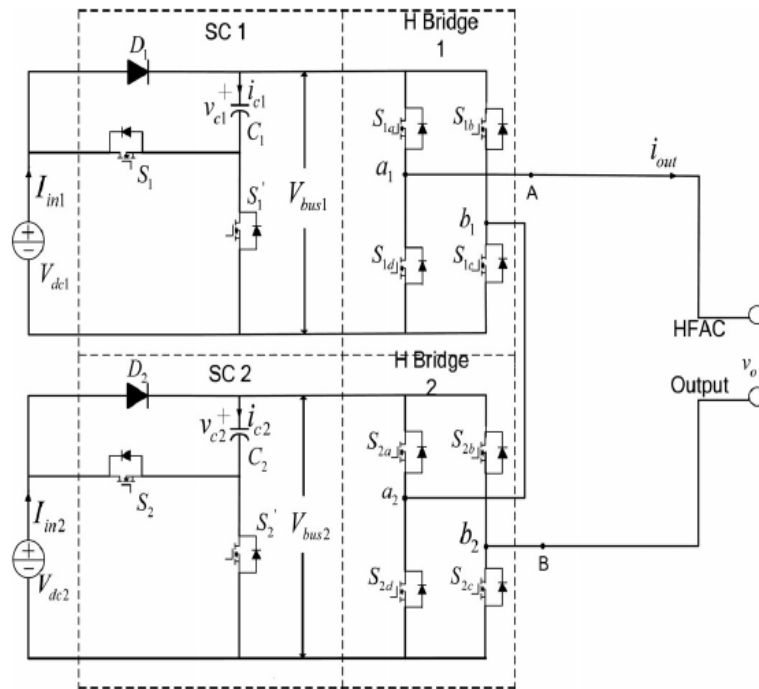 SC 1
H Bridge
1
D1
vc1 + ic1
C1
S1
S1'
Vbus1
Iin1
Vdc1
S1a
S1b
a1
A
iout
b1
S1d
S1c
HFAC
SC 2
H Bridge
2
D2
vc2 + ic2
C2
S2
S2'
Vbus2
Iin2
Vdc2
S2a
S2b
a2
b2
B
S2d
S2c
Output
vo
+
−
+
−